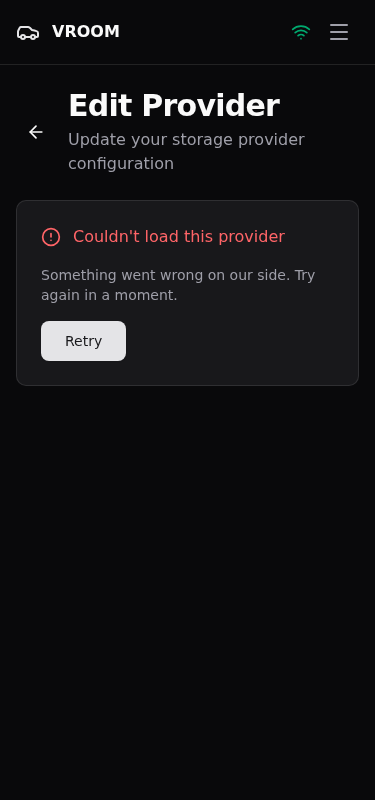 VROOM
Edit Provider
Update your storage provider
configuration
Couldn't load this provider
Something went wrong on our side. Try
again in a moment.
Retry